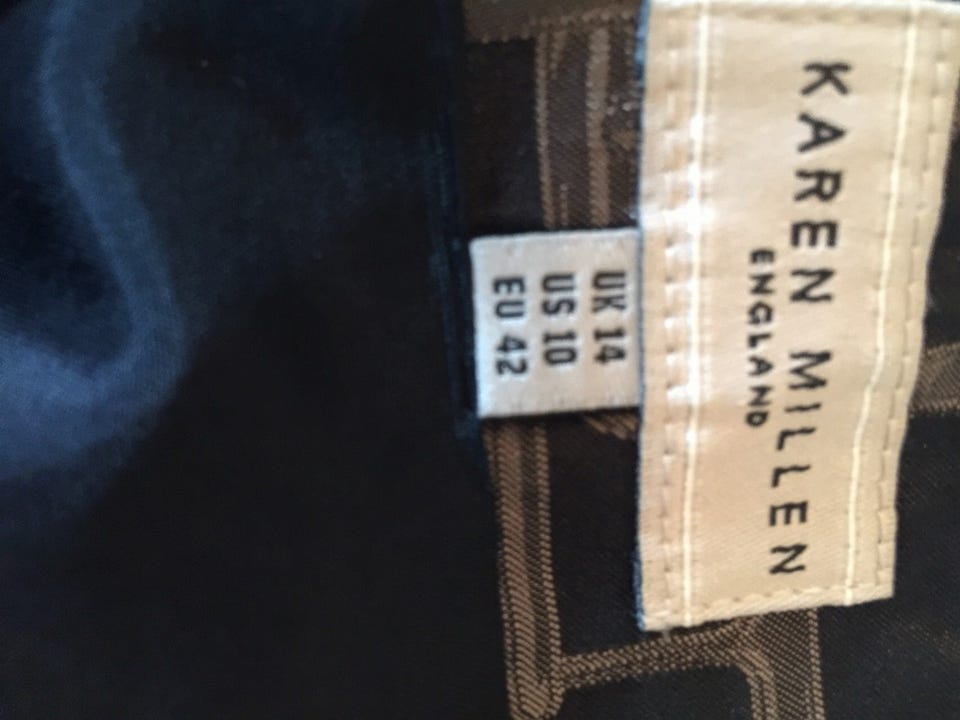 KAREN MILLEN
ENGLAND
UK 14
US 10
EU 42